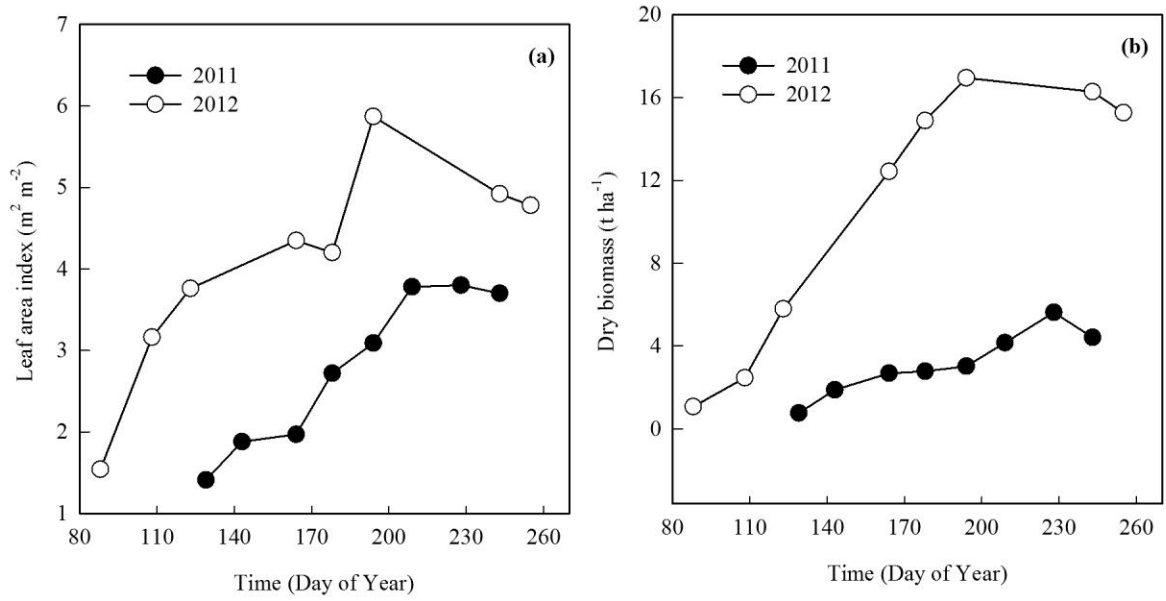 (a)
2011
2012
7
6
5
4
3
2
1
Leaf area index (m² m⁻²)
80 110 140 170 200 230 260
Time (Day of Year)
(b)
2011
2012
20
16
12
8
4
0
Dry biomass (t ha⁻¹)
80 110 140 170 200 230 260
Time (Day of Year)